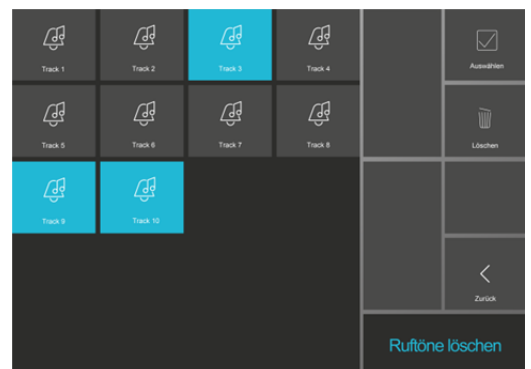 Track 1
Track 2
Track 3
Track 4
Auswählen
Track 5
Track 6
Track 7
Track 8
Löschen
Track 9
Track 10
Zurück
Ruftöne löschen